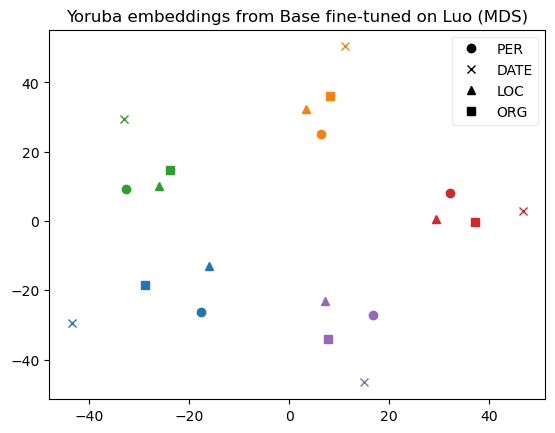 Yoruba embeddings from Base fine-tuned on Luo (MDS)
PER
DATE
LOC
ORG
40
20
0
−20
−40
−40
−20
0
20
40